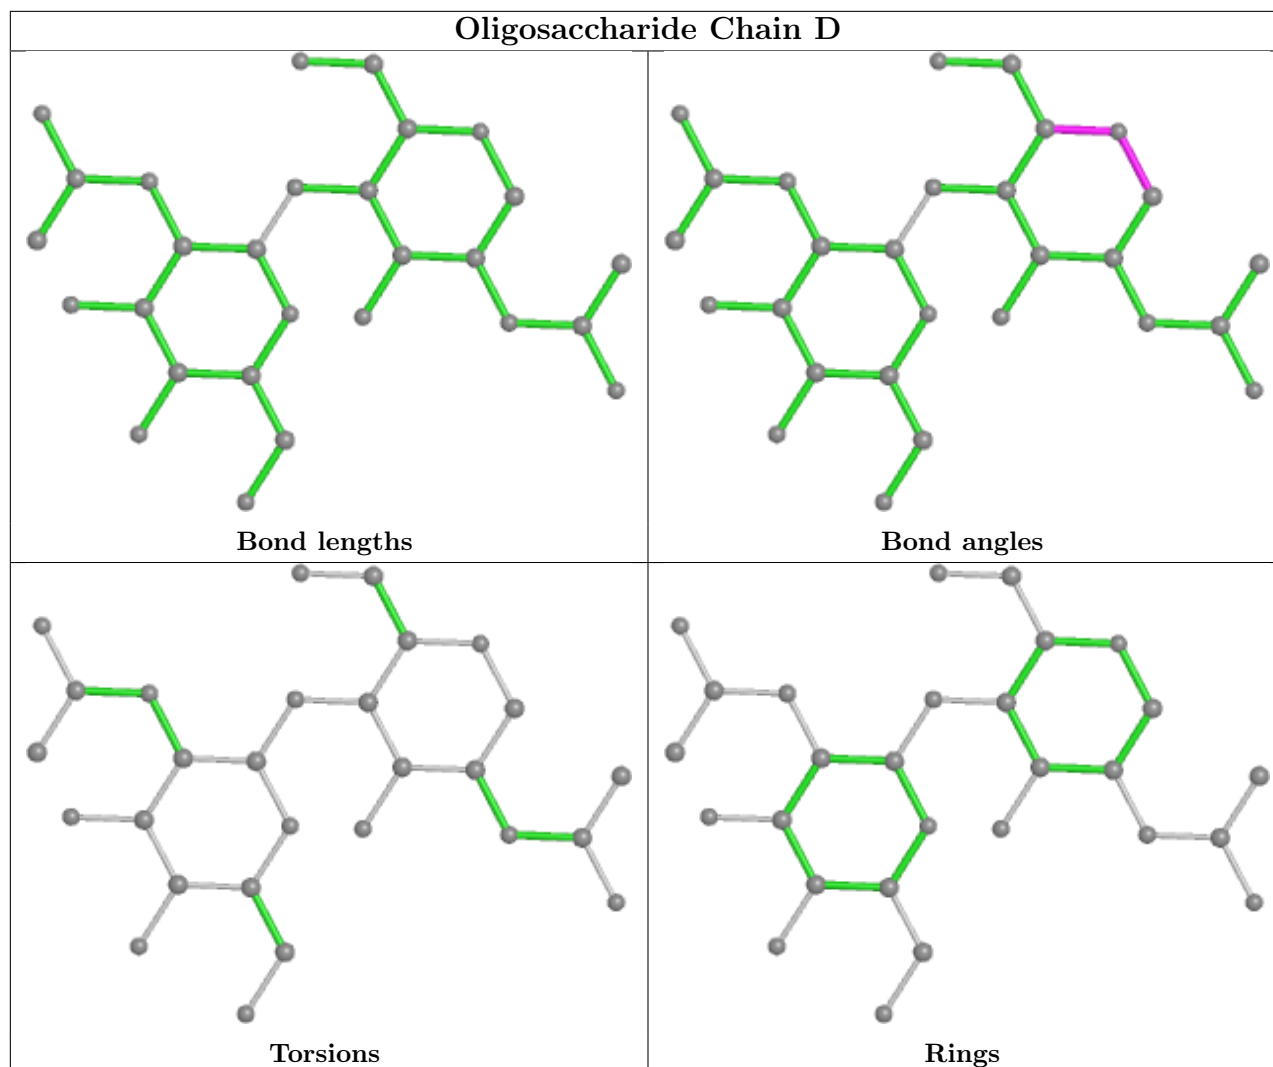 Oligosaccharide Chain D
Bond lengths
Bond angles
Torsions
Rings